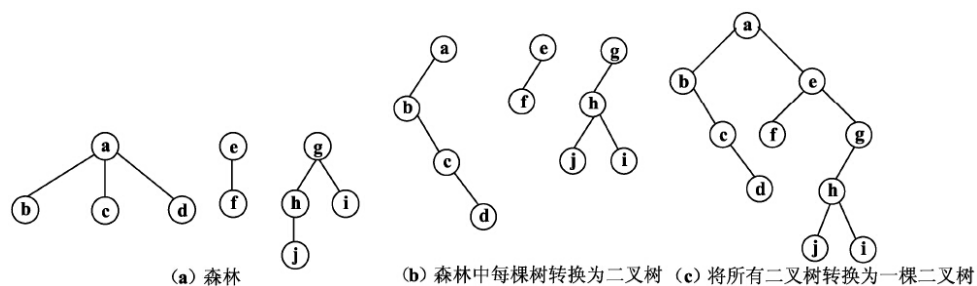 a
b c d
e
f
g
h i
j
(a) 森林
a
b
c
d
e
f
g
h
j i
(b) 森林中每棵树转换为二叉树
a
b e
c f g
d h
j i
(c) 将所有二叉树转换为一棵二叉树